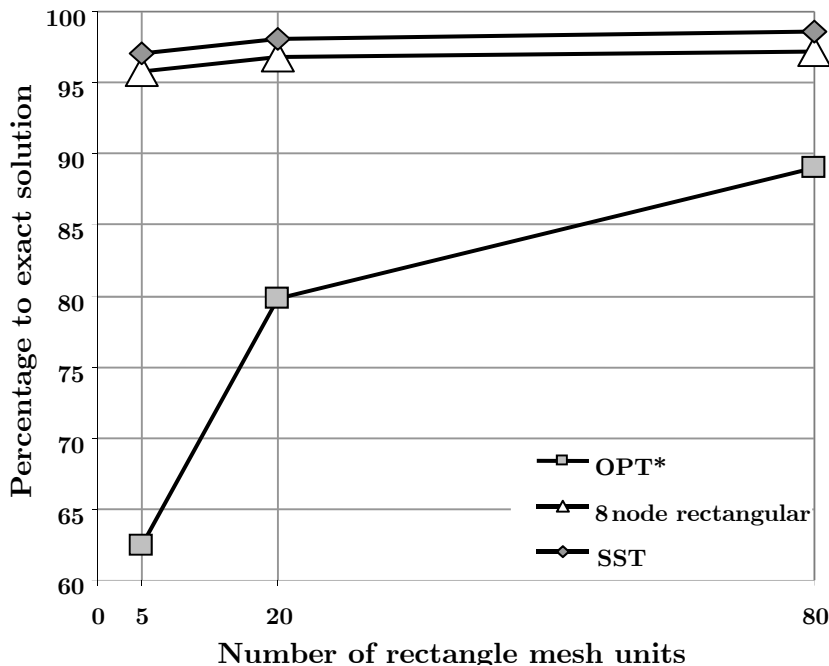 100
95
90
85
80
75
70
65
60
Percentage to exact solution
0 5 20 80
Number of rectangle mesh units
OPT*
8 node rectangular
SST